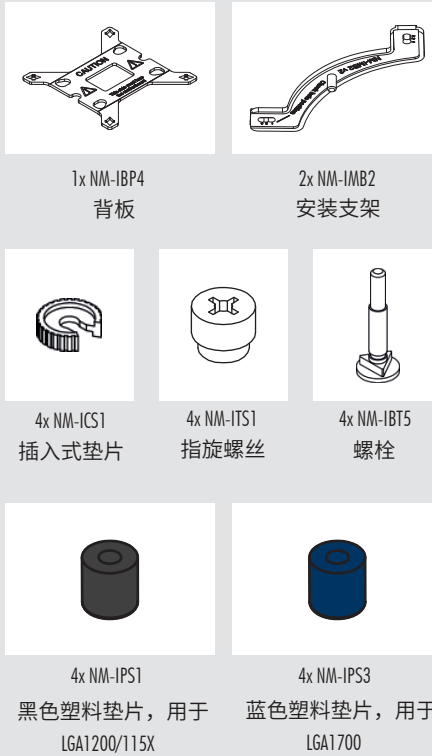 CAUTION
1x NM-IBP4
背板
2x NM-IMB2
安装支架
4x NM-ICS1
插入式垫片
4x NM-ITS1
指旋螺丝
4x NM-IBT5
螺栓
4x NM-IPS1
黑色塑料垫片，用于
LGA1200/115X
4x NM-IPS3
蓝色塑料垫片，用于
LGA1700